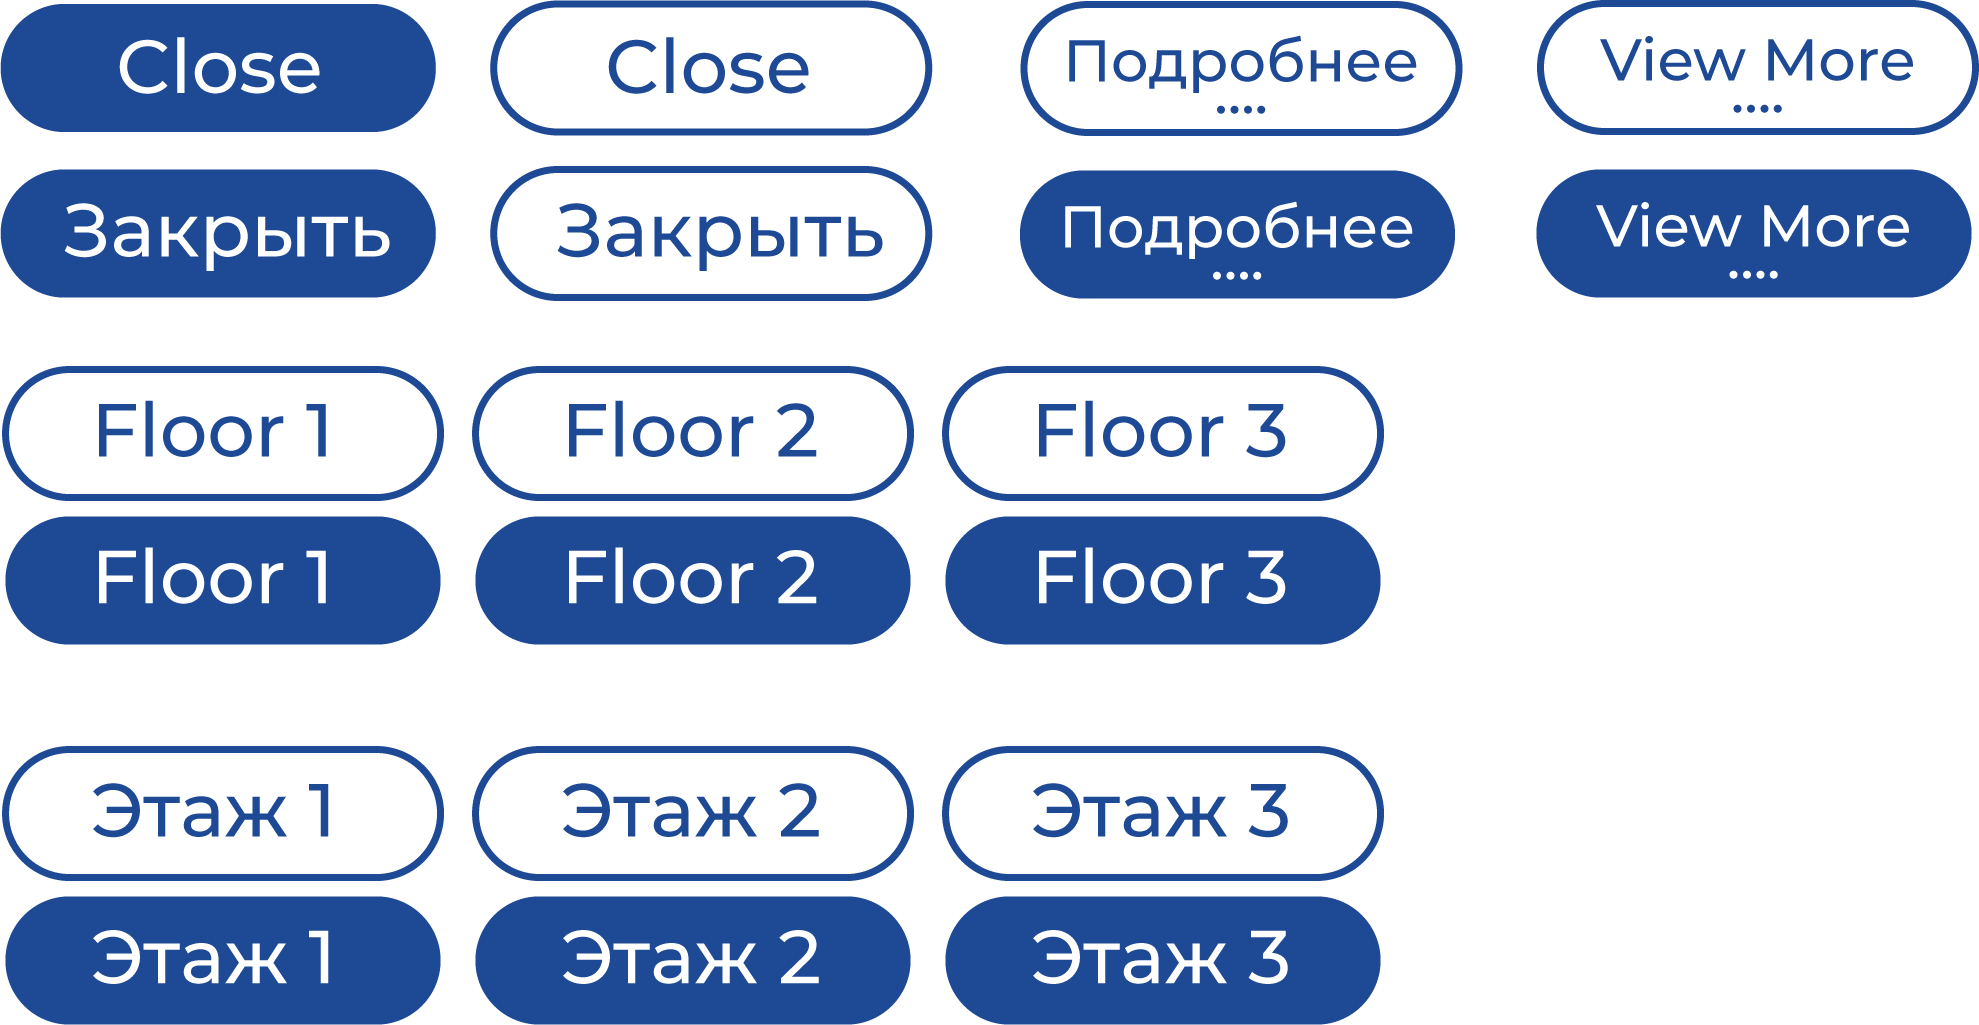 Close
Close
Подробнее
View More
Закрыть
Закрыть
Подробнее
View More
Floor 1
Floor 2
Floor 3
Floor 1
Floor 2
Floor 3
Этаж 1
Этаж 2
Этаж 3
Этаж 1
Этаж 2
Этаж 3